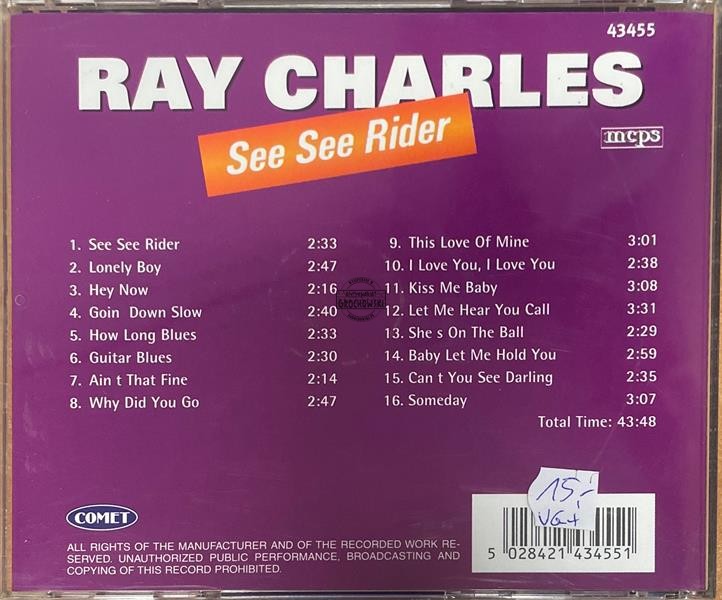 43455
RAY CHARLES
See See Rider
mcps
1. See See Rider 2:33
2. Lonely Boy 2:47
3. Hey Now 2:16
4. Goin Down Slow 2:40
5. How Long Blues 2:33
6. Guitar Blues 2:30
7. Ain t That Fine 2:14
8. Why Did You Go 2:47
9. This Love Of Mine 3:01
10. I Love You, I Love You 2:38
11. Kiss Me Baby 3:08
12. Let Me Hear You Call 3:31
13. She s On The Ball 2:29
14. Baby Let Me Hold You 2:59
15. Can t You See Darling 2:35
16. Someday 3:07
Total Time: 43:48
GROCHOWSKI
COMET
ALL RIGHTS OF THE MANUFACTURER AND OF THE RECORDED WORK RE-
SERVED. UNAUTHORIZED PUBLIC PERFORMANCE, BROADCASTING AND
COPYING OF THIS RECORD PROHIBITED.
15,-
VG+
5 028421 434551